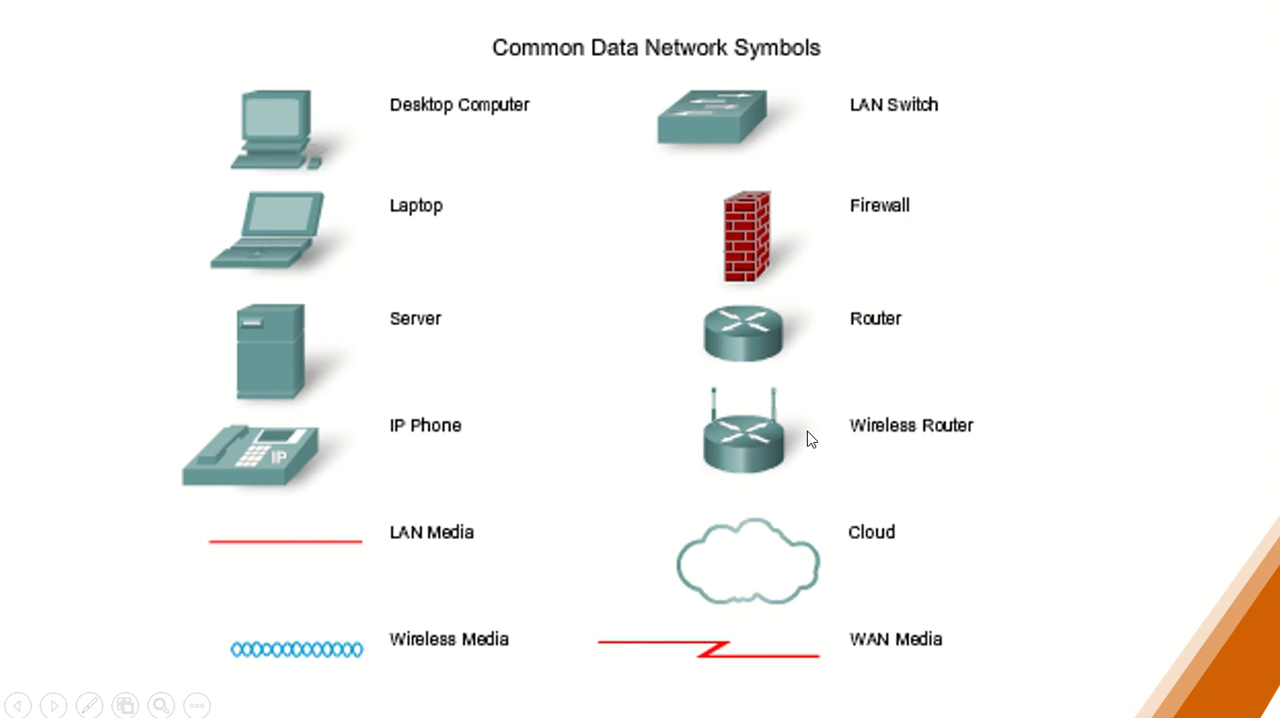 Common Data Network Symbols
Desktop Computer
LAN Switch
Laptop
Firewall
Server
Router
IP Phone
IP
Wireless Router
LAN Media
Cloud
Wireless Media
WAN Media